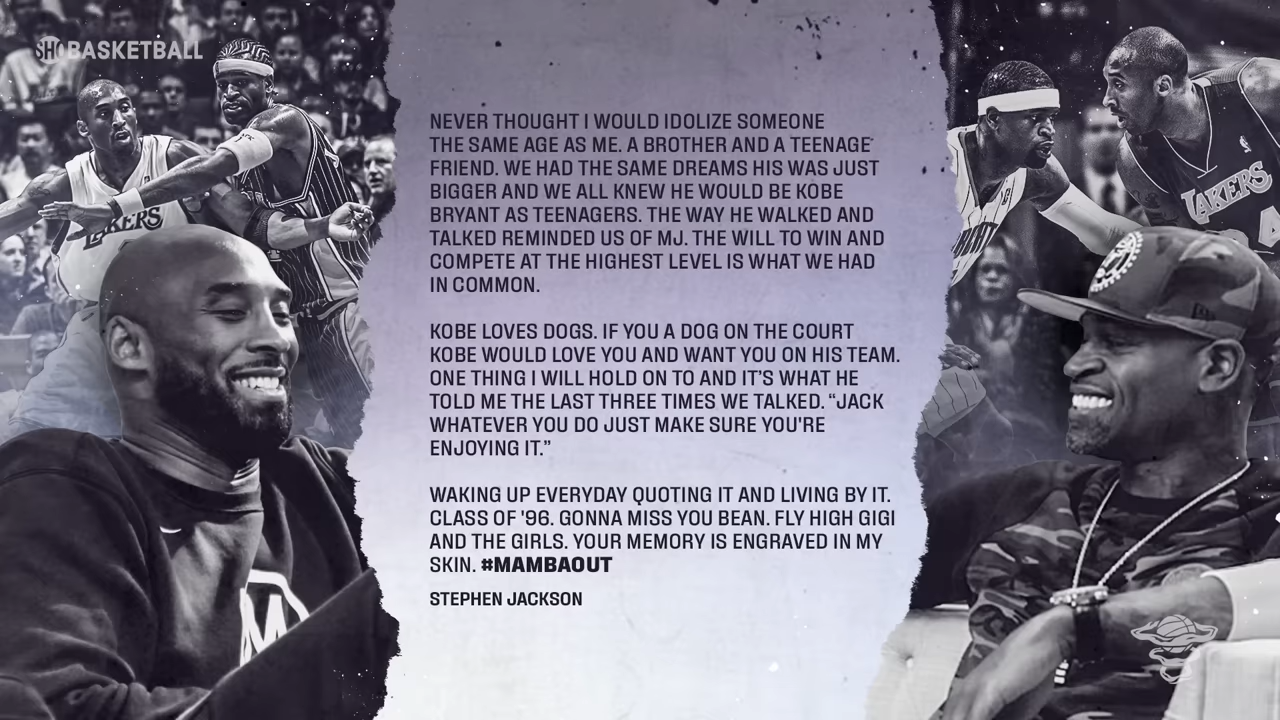 SHO BASKETBALL
NEVER THOUGHT I WOULD IDOLIZE SOMEONE
THE SAME AGE AS ME. A BROTHER AND A TEENAGE
FRIEND. WE HAD THE SAME DREAMS HIS WAS JUST
BIGGER AND WE ALL KNEW HE WOULD BE KOBE
BRYANT AS TEENAGERS. THE WAY HE WALKED AND
TALKED REMINDED US OF MJ. THE WILL TO WIN AND
COMPETE AT THE HIGHEST LEVEL IS WHAT WE HAD
IN COMMON.
KOBE LOVES DOGS. IF YOU A DOG ON THE COURT
KOBE WOULD LOVE YOU AND WANT YOU ON HIS TEAM.
ONE THING I WILL HOLD ON TO AND IT'S WHAT HE
TOLD ME THE LAST THREE TIMES WE TALKED. “JACK
WHATEVER YOU DO JUST MAKE SURE YOU'RE
ENJOYING IT.”
WAKING UP EVERYDAY QUOTING IT AND LIVING BY IT.
CLASS OF '96. GONNA MISS YOU BEAN. FLY HIGH GIGI
AND THE GIRLS. YOUR MEMORY IS ENGRAVED IN MY
SKIN. #MAMBAOUT
STEPHEN JACKSON
LAKERS
LAKERS
M